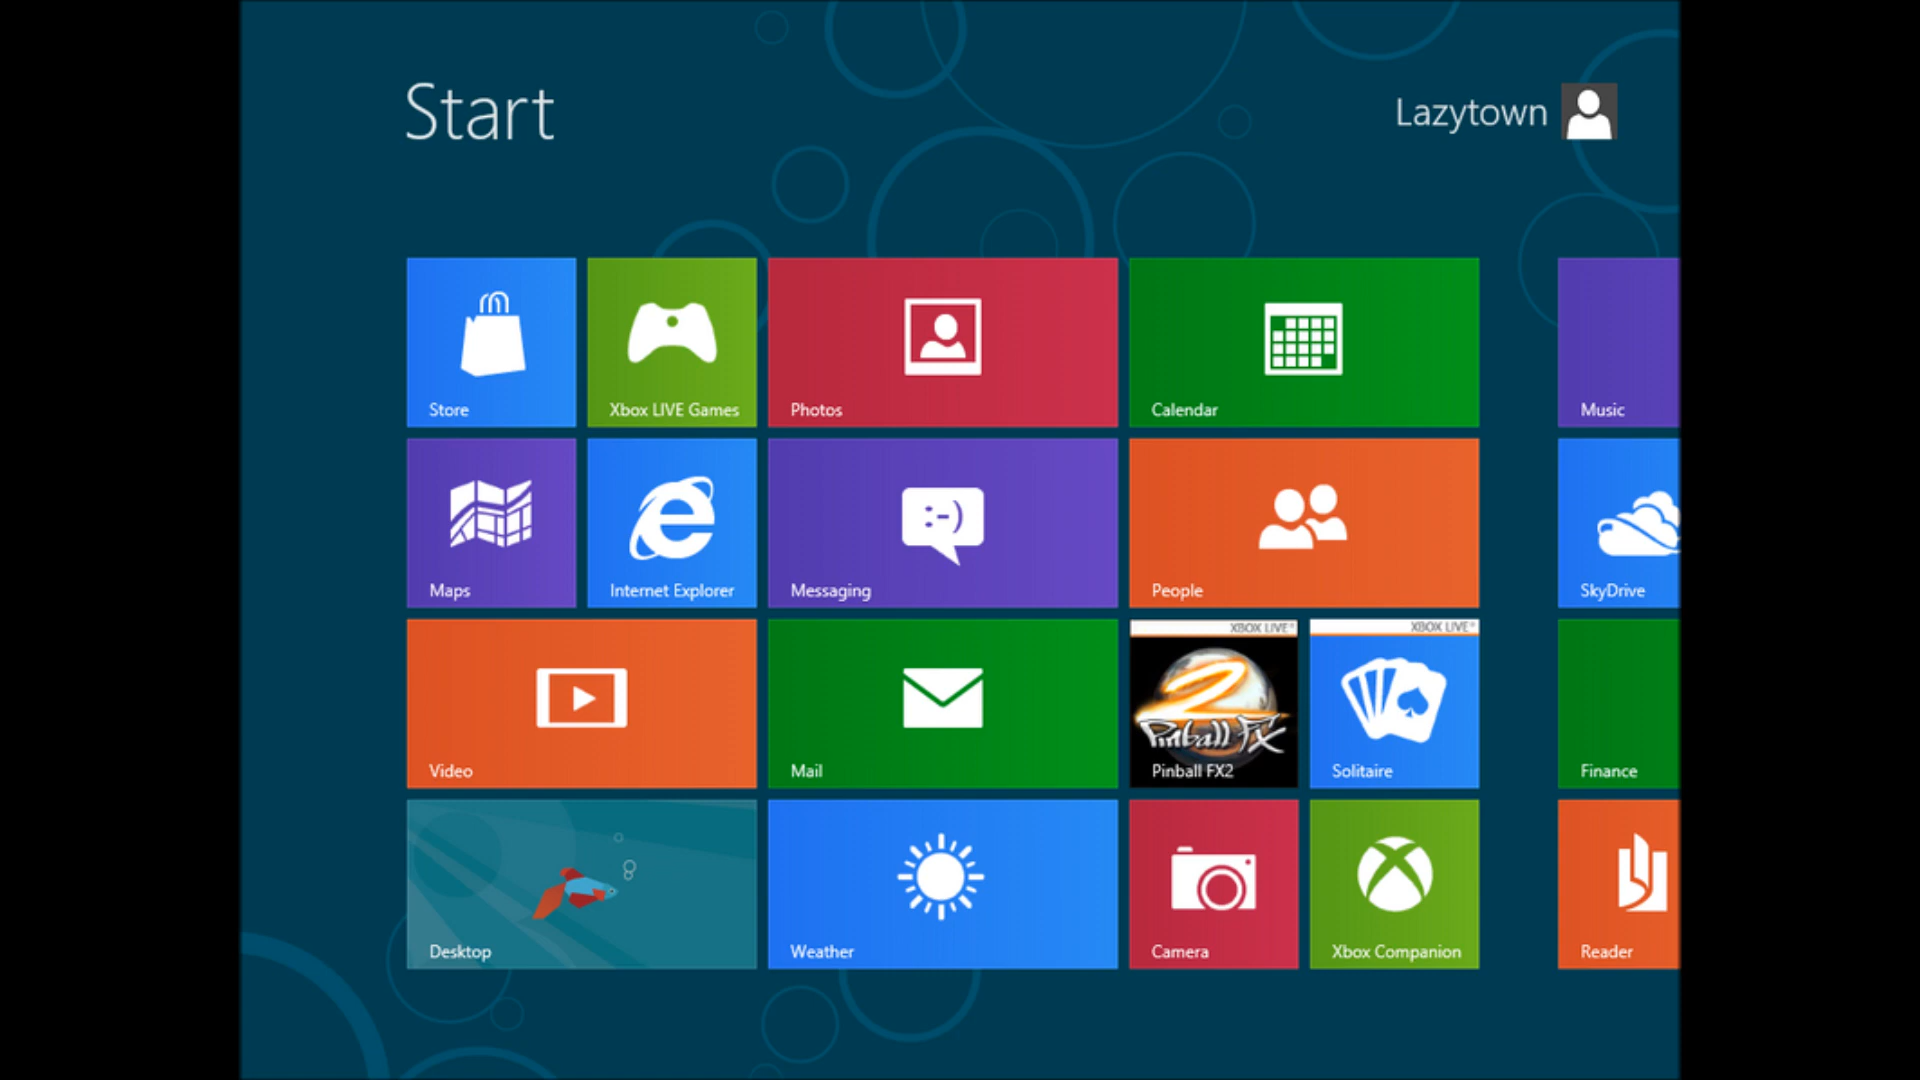 Start
Lazytown
Store
Xbox LIVE Games
Photos
Calendar
Music
Maps
Internet Explorer
:-)
Messaging
People
SkyDrive
Video
Mail
XBOX LIVE
2
Pinball FX
Pinball FX2
XBOX LIVE
Solitaire
Finance
Desktop
Weather
Camera
Xbox Companion
Reader